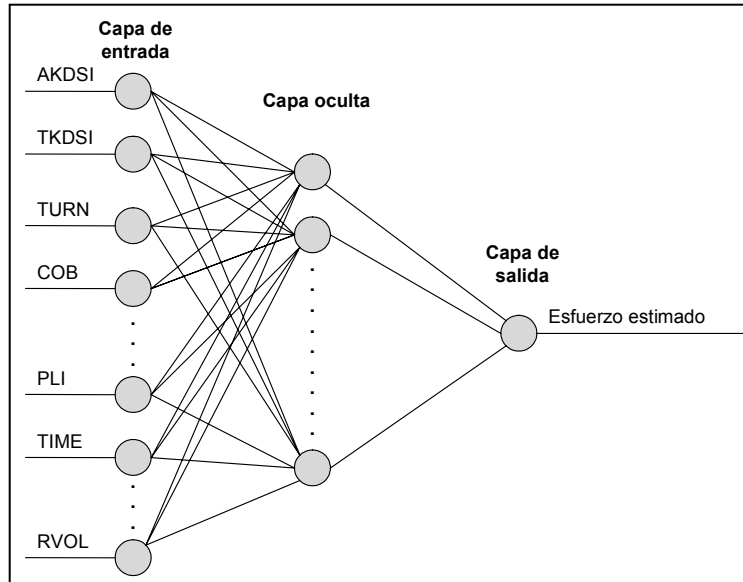 Capa de
entrada
AKDSI
Capa oculta
TKDSI
TURN
Capa de
salida
COB
Esfuerzo estimado
PLI
TIME
RVOL